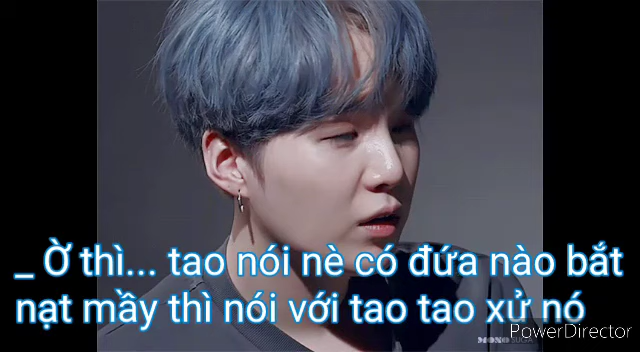 _ Ờ thì... tao nói nè có đứa nào bắt
nạt mầy thì nói với tao tao xử nó
PowerDirector